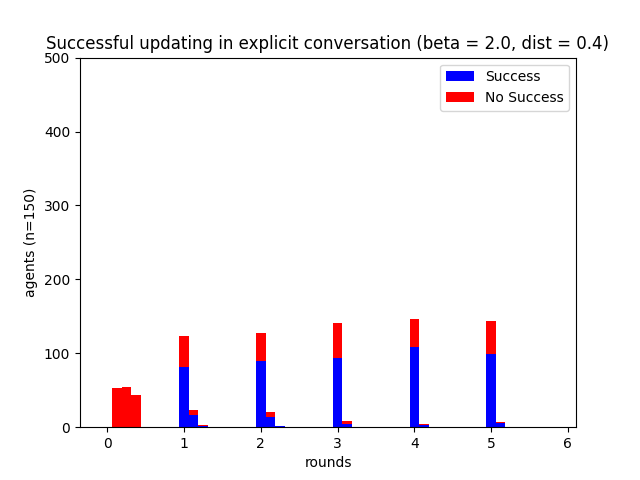 Successful updating in explicit conversation (beta = 2.0, dist = 0.4)
500
400
300
200
100
0
agents (n=150)
Success
No Success
0 1 2 3 4 5 6
rounds